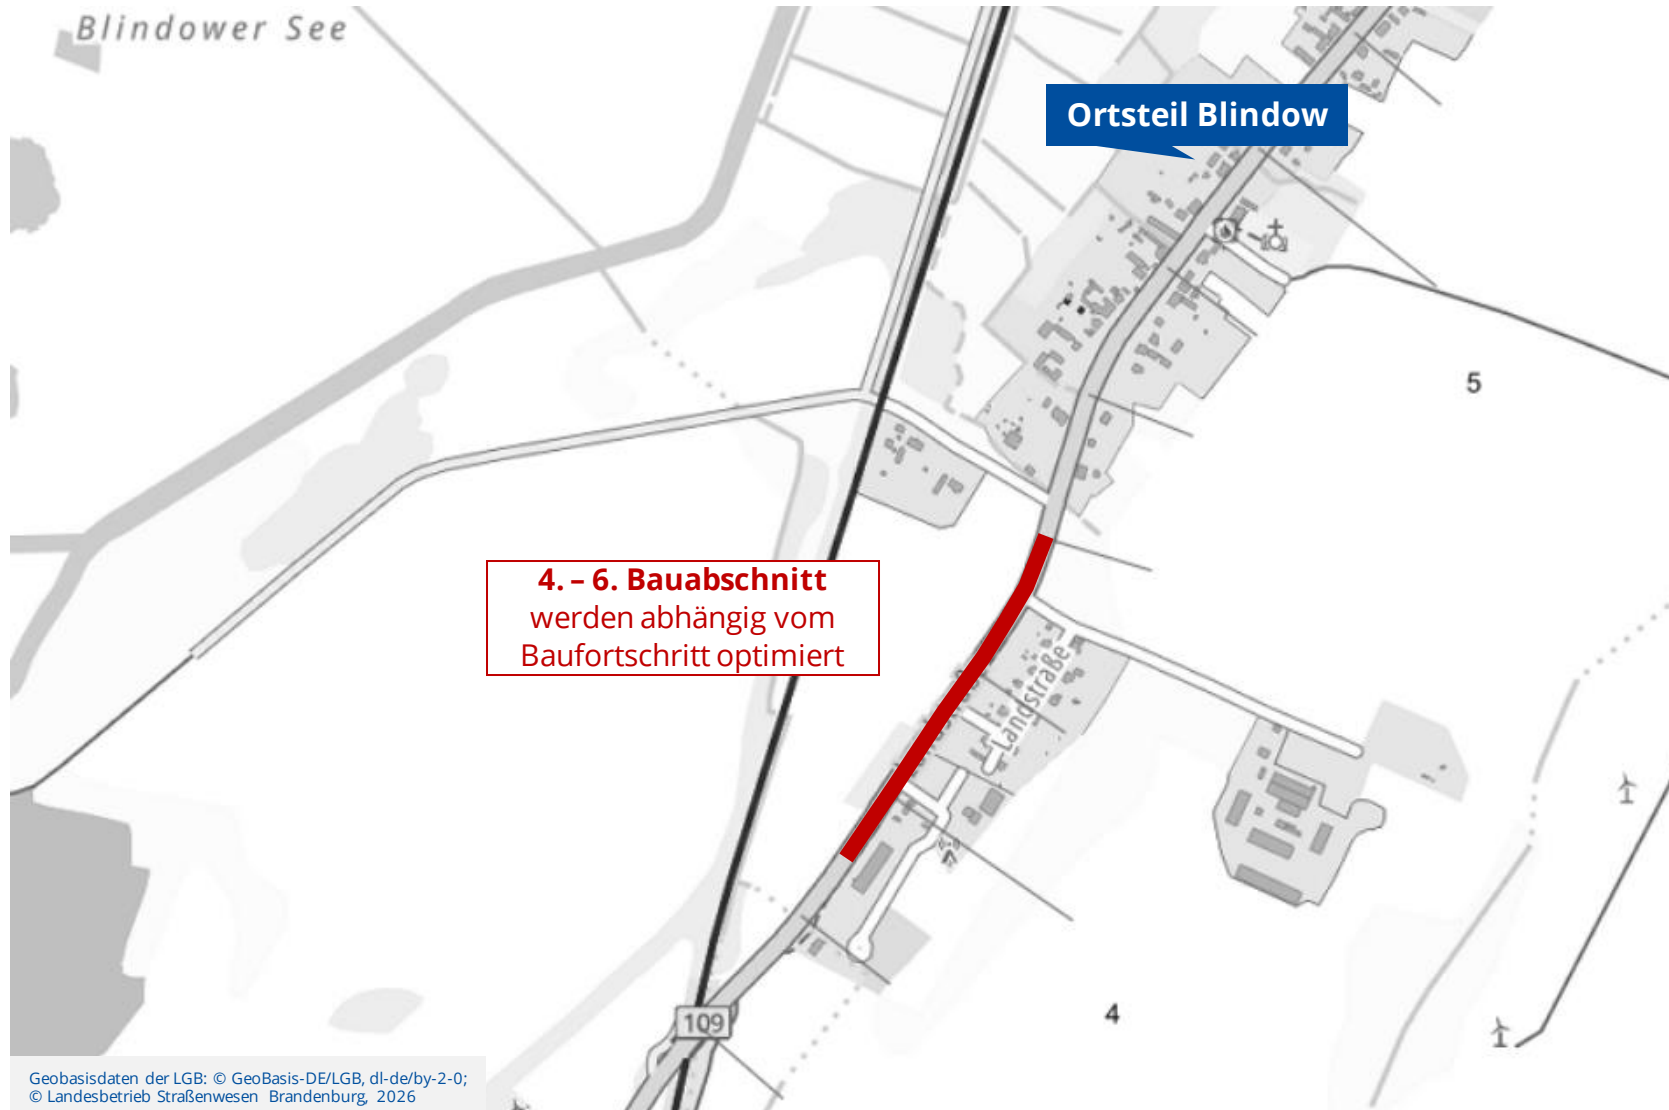 Blindower See
Ortsteil Blindow
5
4. – 6. Bauabschnitt
werden abhängig vom
Baufortschritt optimiert
Landstraße
4
109
Geobasisdaten der LGB: © GeoBasis-DE/LGB, dl-de/by-2-0;
© Landesbetrieb Straßenwesen Brandenburg, 2026